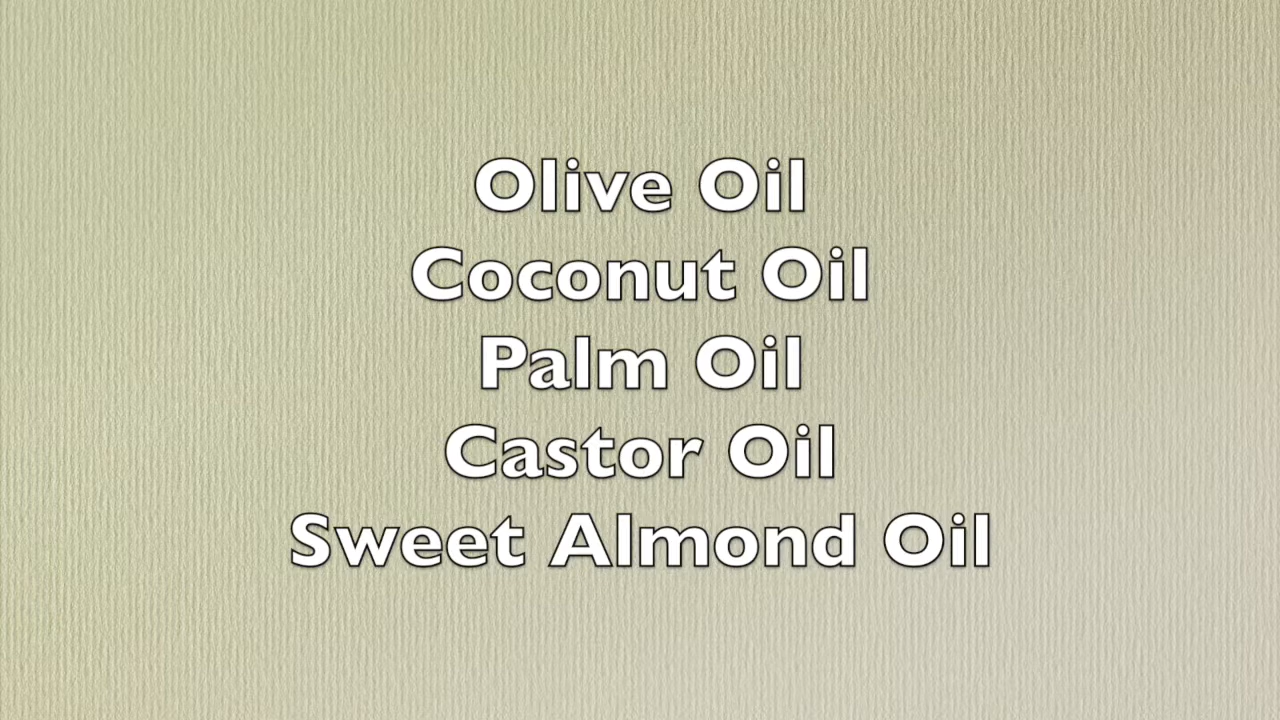 Olive Oil
Coconut Oil
Palm Oil
Castor Oil
Sweet Almond Oil